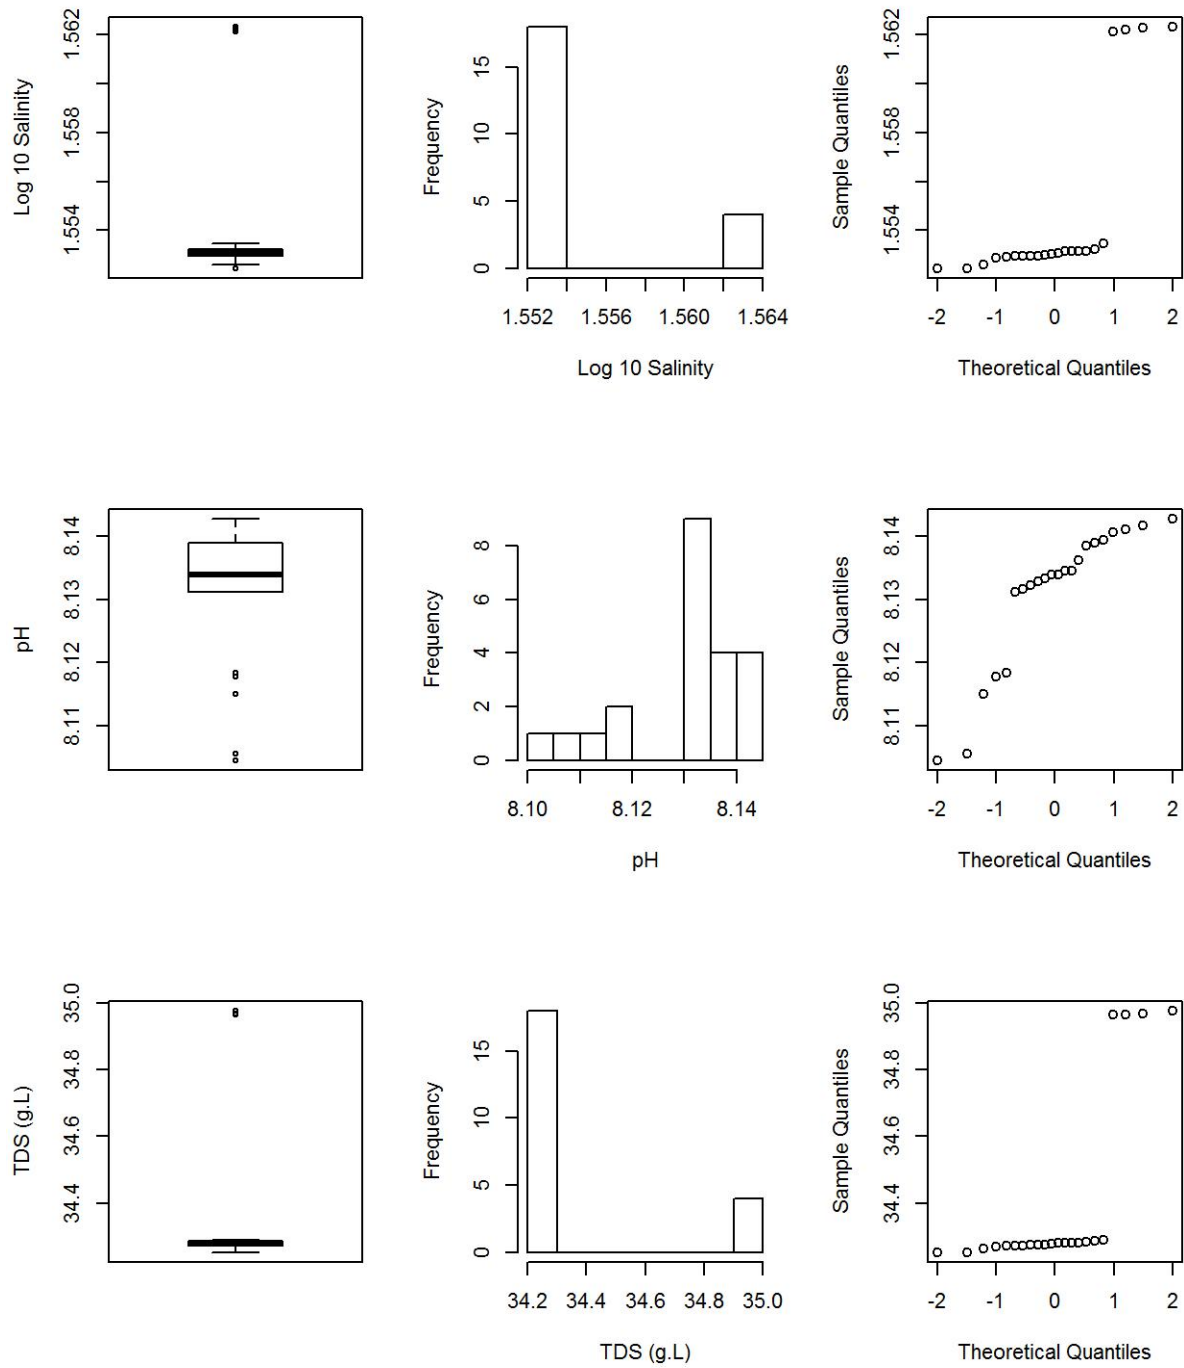 Log 10 Salinity
1.554 1.558 1.562
Frequency
0 5 10 15
1.552 1.556 1.560 1.564
Log 10 Salinity
Sample Quantiles
1.554 1.558 1.562
-2 -1 0 1 2
Theoretical Quantiles
pH
8.11 8.12 8.13 8.14
Frequency
0 2 4 6 8
8.10 8.12 8.14
pH
Sample Quantiles
8.11 8.12 8.13 8.14
-2 -1 0 1 2
Theoretical Quantiles
TDS (g.L)
34.4 34.6 34.8 35.0
Frequency
0 5 10 15
34.2 34.4 34.6 34.8 35.0
TDS (g.L)
Sample Quantiles
34.4 34.6 34.8 35.0
-2 -1 0 1 2
Theoretical Quantiles